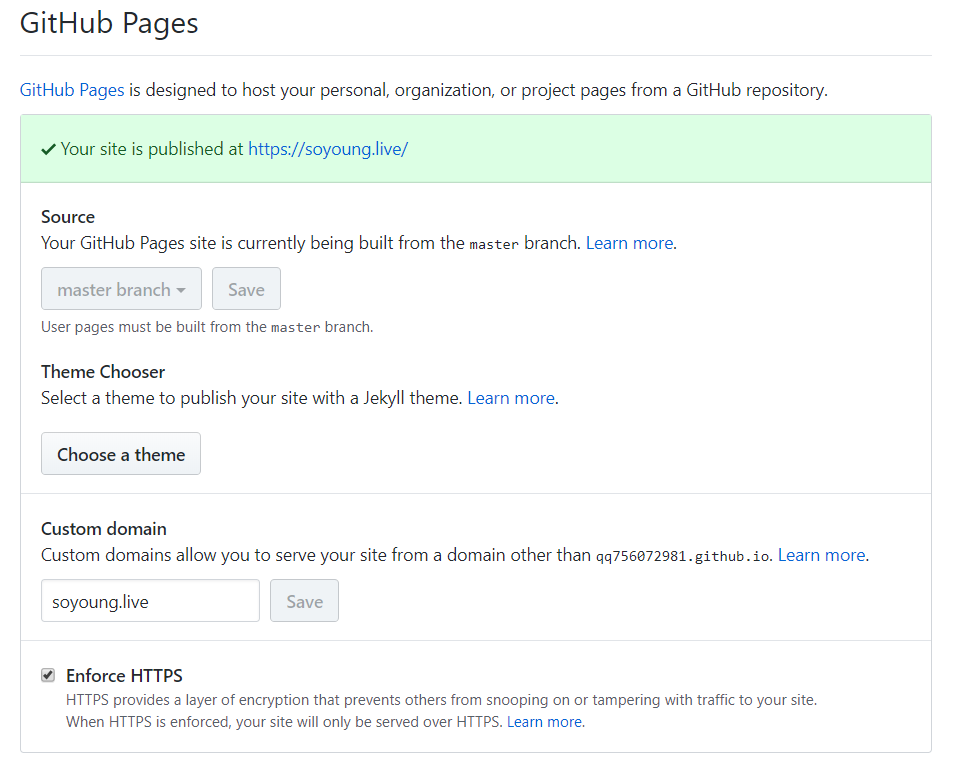 GitHub Pages
GitHub Pages is designed to host your personal, organization, or project pages from a GitHub repository.
Your site is published at https://soyoung.live/
Source
Your GitHub Pages site is currently being built from the master branch. Learn more.
master branch
Save
User pages must be built from the master branch.
Theme Chooser
Select a theme to publish your site with a Jekyll theme. Learn more.
Choose a theme
Custom domain
Custom domains allow you to serve your site from a domain other than qq756072981.github.io. Learn more.
soyoung.live
Save
Enforce HTTPS
HTTPS provides a layer of encryption that prevents others from snooping on or tampering with traffic to your site.
When HTTPS is enforced, your site will only be served over HTTPS. Learn more.